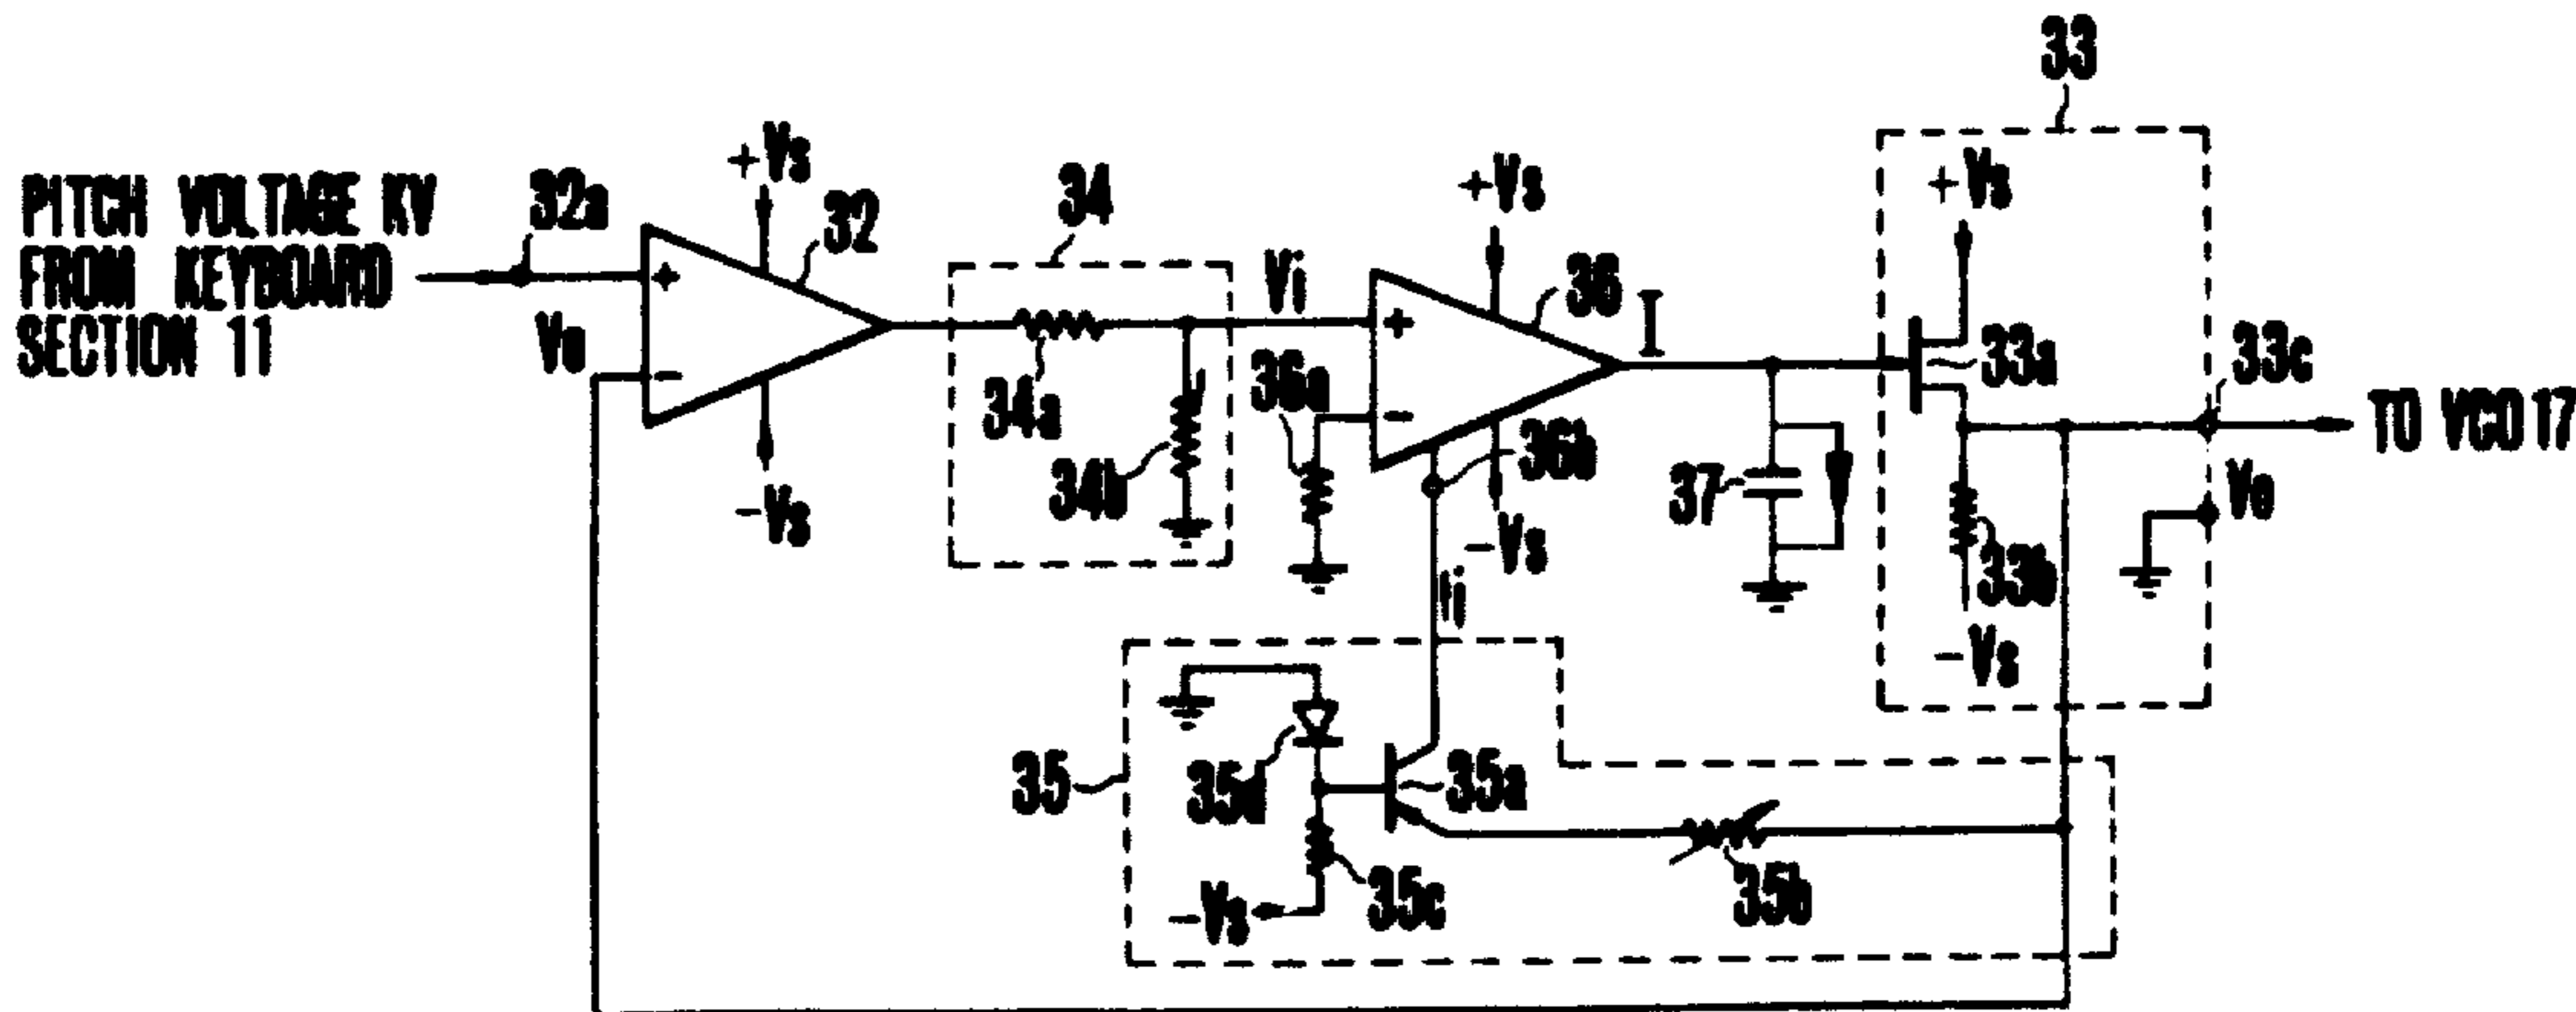 33
+Vs
+Vs
34
+Vs
PITCH VOLTAGE KV
FROM KEYBOARD
SECTION 11
32a
32
Vi
36
I
33a
33c
Vo
34a
36a
TO VCO 17
34b
36b
37
Vo
-Vs
-Vs
33b
Ii
-Vs
35
35d
35a
-Vs
35c
35b
+
-
+
-